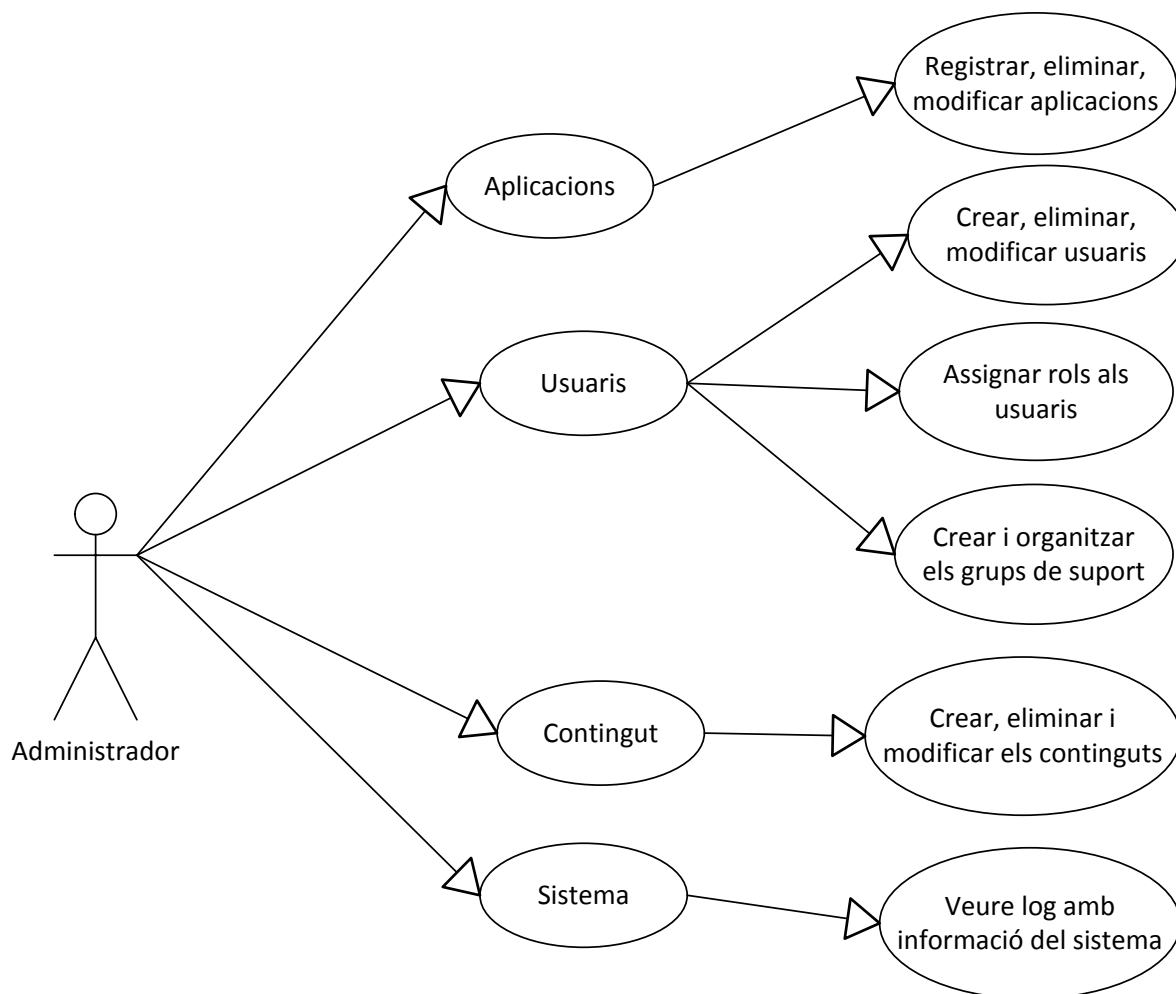 Registrar, eliminar,
modificar aplicacions
Aplicacions
Crear, eliminar,
modificar usuaris
Usuaris
Assignar rols als
usuaris
Crear i organitzar
els grups de suport
Administrador
Contingut
Crear, eliminar i
modificar els continguts
Sistema
Veure log amb
informació del sistema